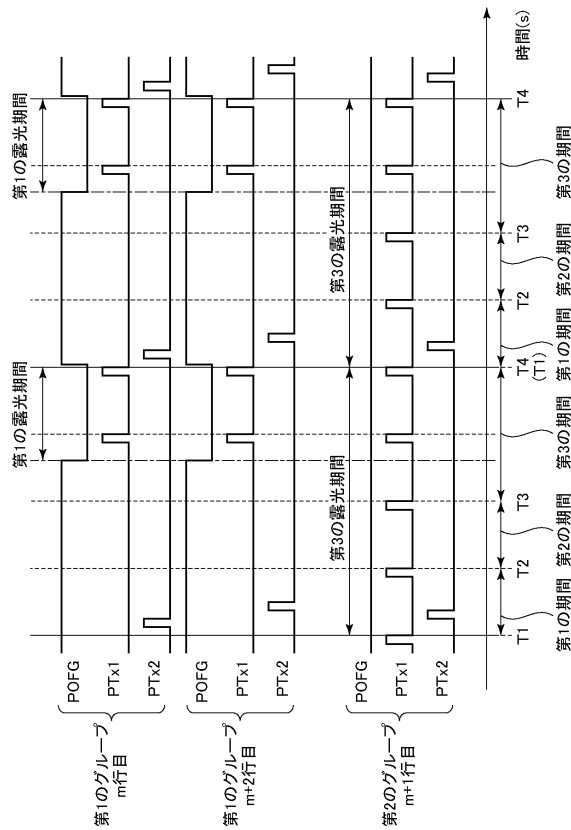 第1の露光期間
第1の露光期間
第1のグループ
m行目
POFG
PTx1
PTx2
第1のグループ
m+2行目
POFG
PTx1
PTx2
第3の露光期間
第3の露光期間
第2のグループ
m+1行目
POFG
PTx1
PTx2
T1
T2
T3
T4
(T1)
T2
T3
T4
時間(s)
第1の期間
第2の期間
第3の期間
第1の期間
第2の期間
第3の期間